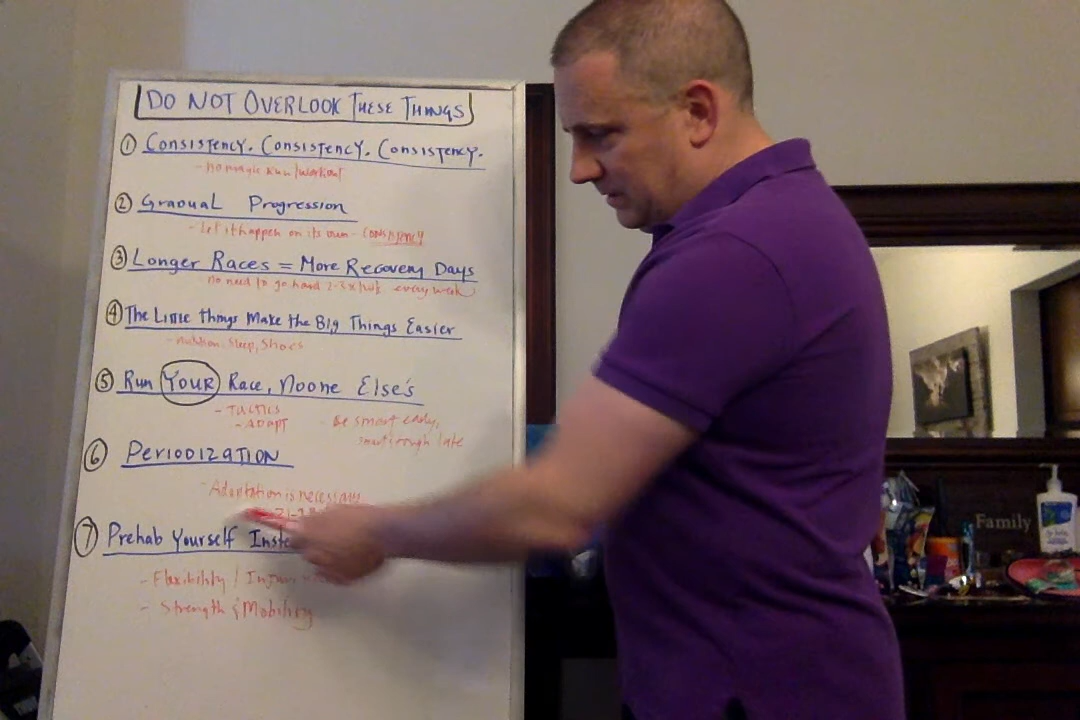 DO NOT OVERLOOK THESE THINGS
① CONSISTENCY. CONSISTENCY. CONSISTENCY.
- No magic run/workout
② GRADUAL PROGRESSION
- Let it happen on its own - CONSISTENCY
③ LONGER RACES = MORE RECOVERY DAYS
no need to go hard 2-3x/wk every week
④ THE LITTLE THINGS MAKE THE BIG THINGS EASIER
- nutrition, Sleep, Shoes
⑤ RUN YOUR RACE, NOONE ELSE'S
- TACTICS
- ADAPT
- Be smart early,
smart tough late
⑥ PERIODIZATION
- Adaptation is necessary
⑦ Prehab Yourself
- Flexibility /
- Strength & Mobility
Family